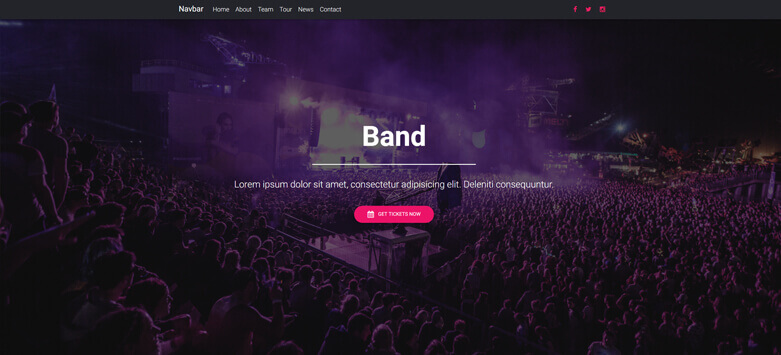 Navbar Home About Team Tour News Contact
Band
Lorem ipsum dolor sit amet, consectetur adipisicing elit. Deleniti consequuntur.
GET TICKETS NOW